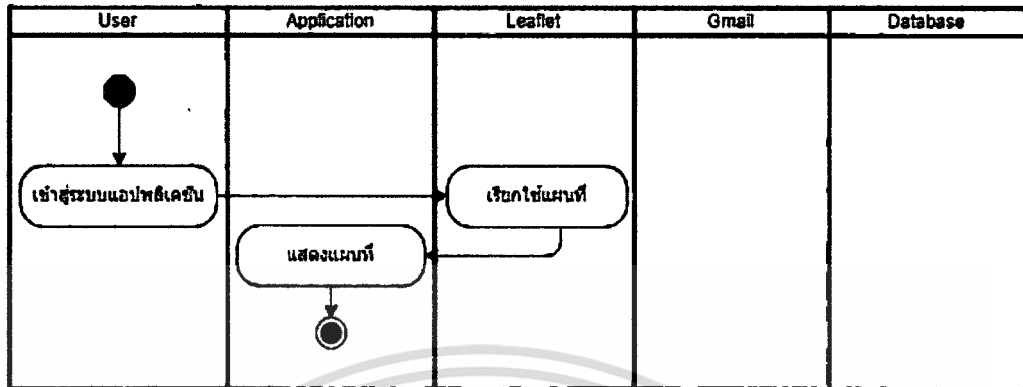 User
Application
Leaflet
Gmail
Database
เข้าสู่ระบบแอปพลิเคชัน
เรียกใช้แผนที่
แสดงแผนที่